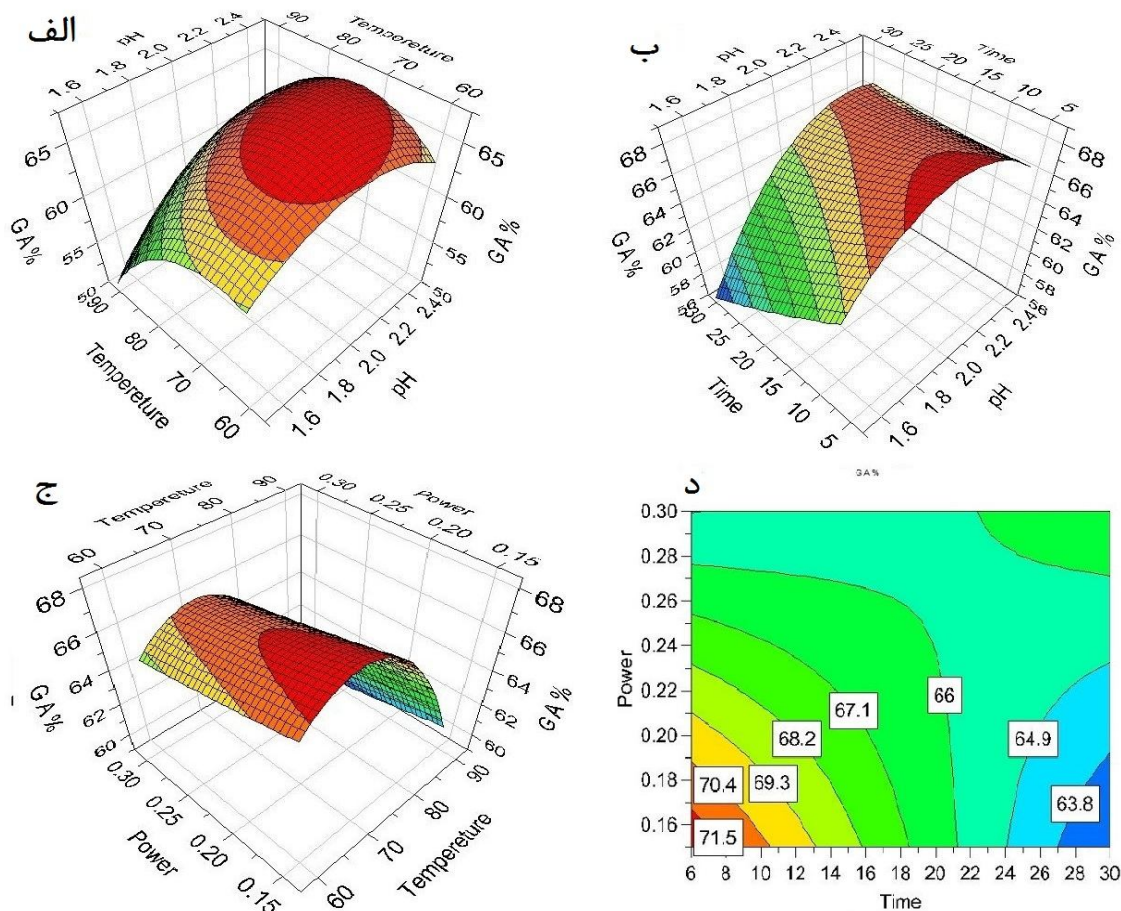 الف
pH
1.6 1.8 2.0 2.2 2.4
Tempereture
90 80 70 60
65
60
55
GA%
65
60
55
GA%
90
80
70
60
Tempereture
1.6 1.8 2.0 2.2 2.4
pH
ب
pH
1.6 1.8 2.0 2.2 2.4
Time
30 25 20 15 10 5
68
66
64
62
60
58
56
GA%
68
66
64
62
60
58
56
GA%
30 25 20 15 10 5
Time
1.6 1.8 2.0 2.2 2.4
pH
ج
Tempereture
60 70 80 90
Power
0.30 0.25 0.20 0.15
68
66
64
62
60
GA%
68
66
64
62
60
GA%
0.30 0.25 0.20 0.15
Power
60 70 80 90
Tempereture
GA%
د
0.30
0.28
0.26
0.24
0.22
0.20
0.18
0.16
Power
66
67.1
68.2
64.9
70.4
69.3
63.8
71.5
6 8 10 12 14 16 18 20 22 24 26 28 30
Time